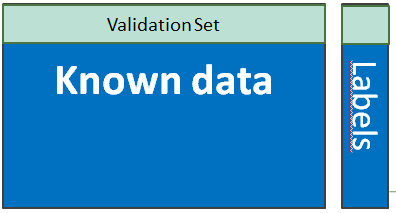 Validation Set
Known data
Labels